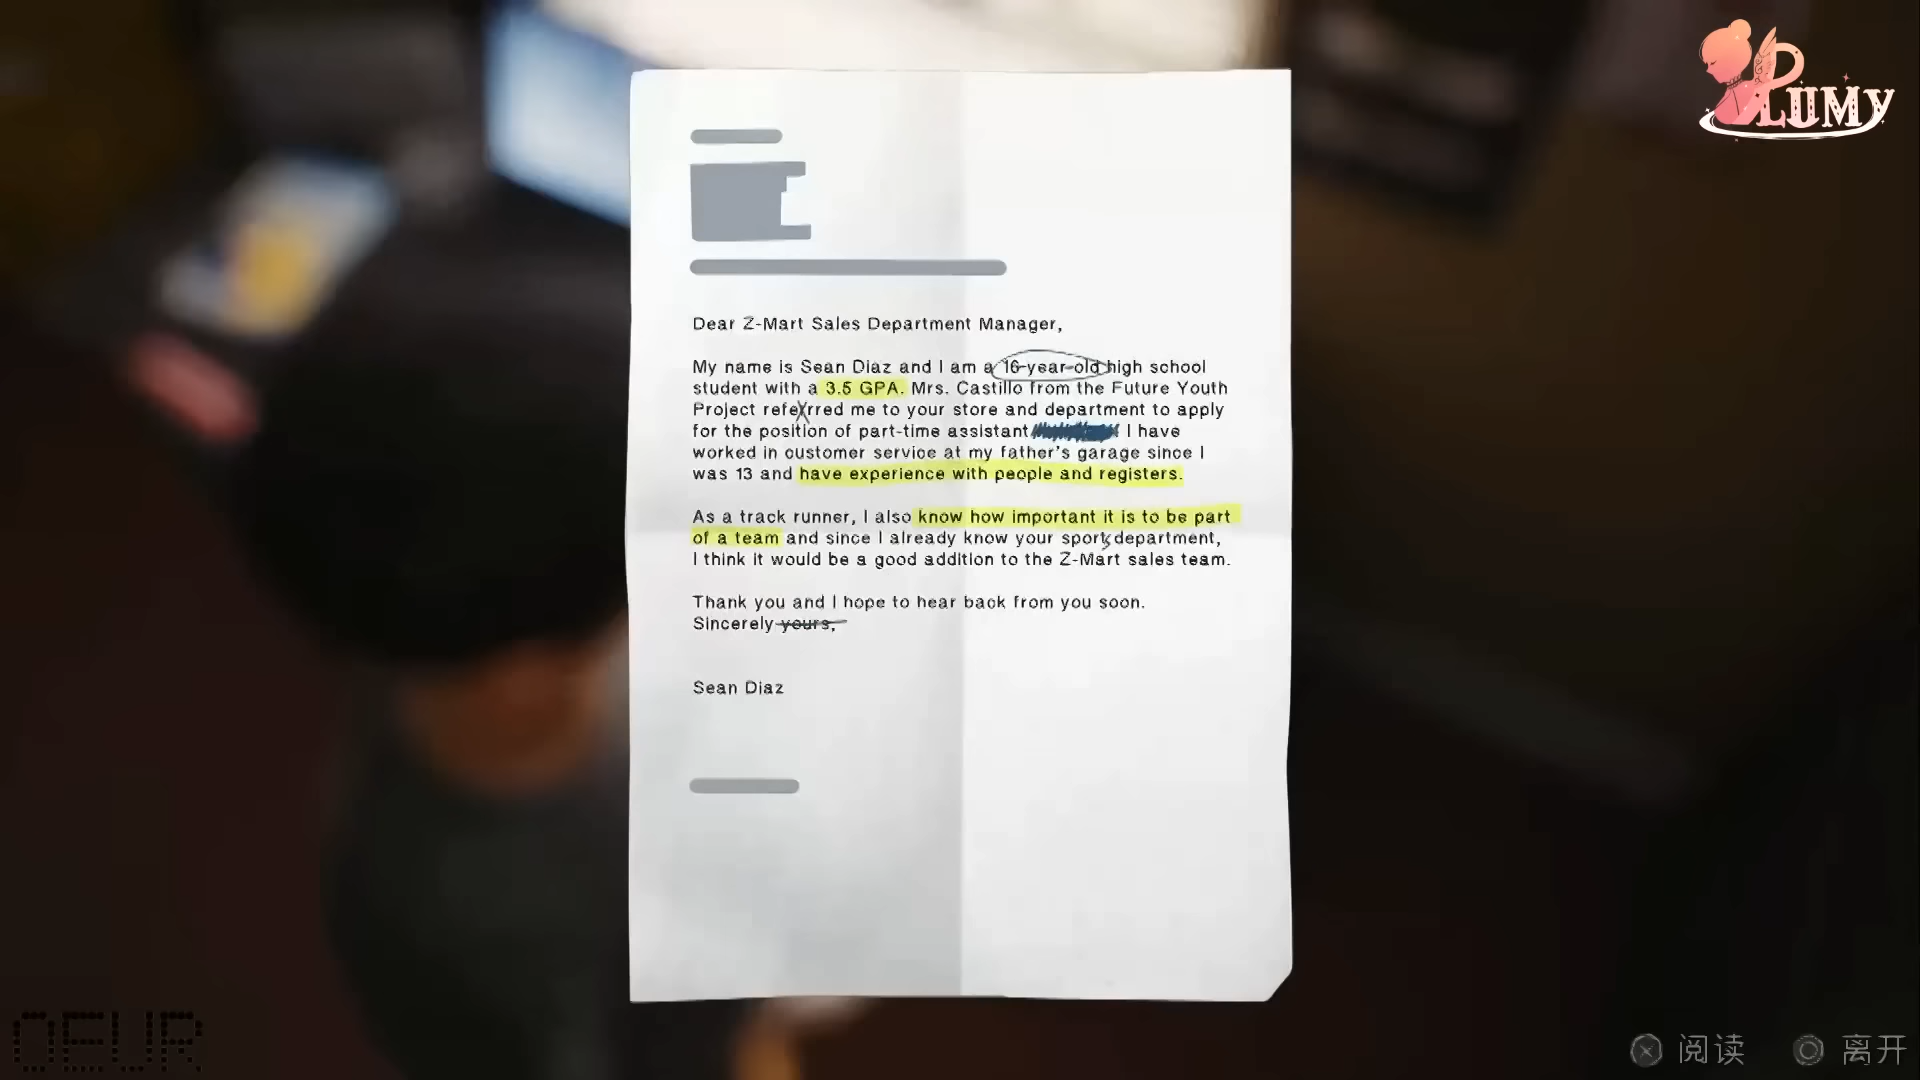 PLUMY
Dear Z-Mart Sales Department Manager,
My name is Sean Diaz and I am a 16-year-old high school
student with a 3.5 GPA. Mrs. Castillo from the Future Youth
Project referrred me to your store and department to apply
for the position of part-time assistant I have
worked in customer service at my father's garage since I
was 13 and have experience with people and registers.
As a track runner, I also know how important it is to be part
of a team and since I already know your sports department,
I think it would be a good addition to the Z-Mart sales team.
Thank you and I hope to hear back from you soon.
Sincerely yours,
Sean Diaz
OEUR
阅读
离开